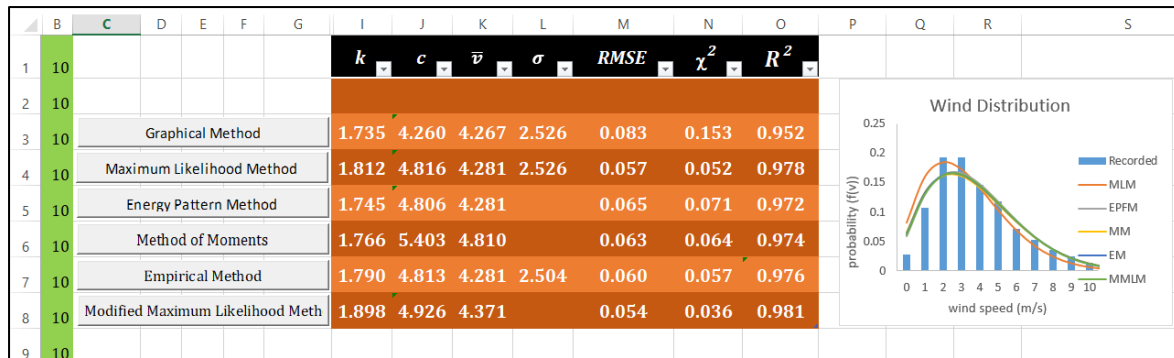 B C D E F G I J K L M N O P Q R S
1 10 k c v̅ σ RMSE χ² R²
2 10
3 10 Graphical Method 1.735 4.260 4.267 2.526 0.083 0.153 0.952
4 10 Maximum Likelihood Method 1.812 4.816 4.281 2.526 0.057 0.052 0.978
5 10 Energy Pattern Method 1.745 4.806 4.281 0.065 0.071 0.972
6 10 Method of Moments 1.766 5.403 4.810 0.063 0.064 0.974
7 10 Empirical Method 1.790 4.813 4.281 2.504 0.060 0.057 0.976
8 10 Modified Maximum Likelihood Meth 1.898 4.926 4.371 0.054 0.036 0.981
9 10
Wind Distribution
probability (f(v))
0.25
0.2
0.15
0.1
0.05
0
0 1 2 3 4 5 6 7 8 9 10
wind speed (m/s)
Recorded
MLM
EPFM
MM
EM
MMLM